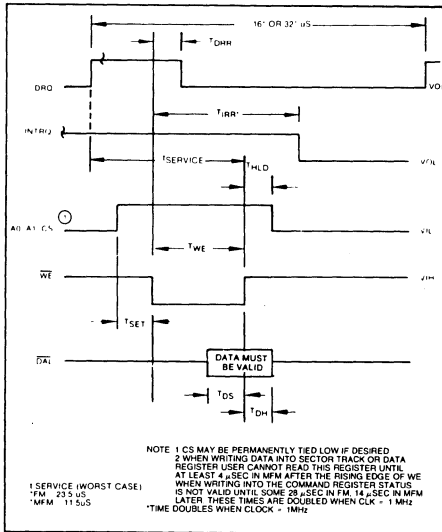 16* OR 32* uS
TDRR
DRQ
VO
TIRR*
INTRQ
VOL
tSERVICE
THLD
1
A0. A1. CS
VIL
TWE
WE
VIH
TSET
DAL
DATA MUST
BE VALID
TDS
TDH
NOTE 1 CS MAY BE PERMANENTLY TIED LOW IF DESIRED
2 WHEN WRITING DATA INTO SECTOR TRACK OR DATA
REGISTER USER CANNOT READ THIS REGISTER UNTIL
AT LEAST 4 µSEC IN MFM AFTER THE RISING EDGE OF WE
WHEN WRITING INTO THE COMMAND REGISTER STATUS
IS NOT VALID UNTIL SOME 28 µSEC IN FM, 14 µSEC IN MFM
LATER THESE TIMES ARE DOUBLED WHEN CLK = 1 MHz
*TIME DOUBLES WHEN CLOCK = 1MHz
t SERVICE (WORST CASE)
*FM 23.5 uS
*MFM 11.5uS